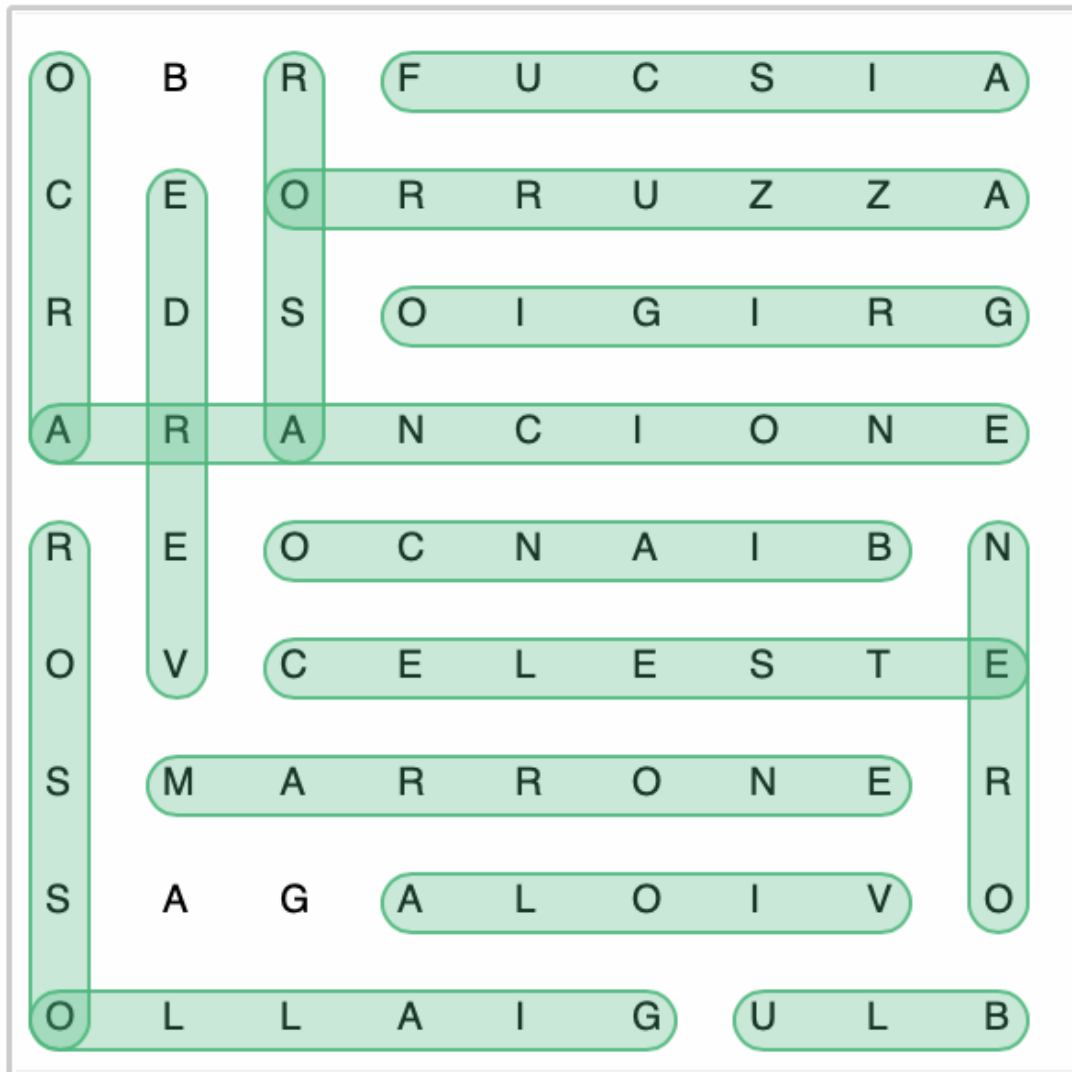 O B R F U C S I A
C E O R R U Z Z A
R D S O I G I R G
A R A N C I O N E
R E O C N A I B N
O V C E L E S T E
S M A R R O N E R
S A G A L O I V O
O L L A I G U L B